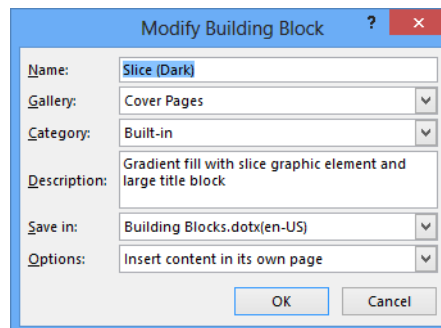 Modify Building Block ?
Name: Slice (Dark)
Gallery: Cover Pages
Category: Built-in
Description: Gradient fill with slice graphic element and
large title block
Save in: Building Blocks.dotx(en-US)
Options: Insert content in its own page
OK Cancel